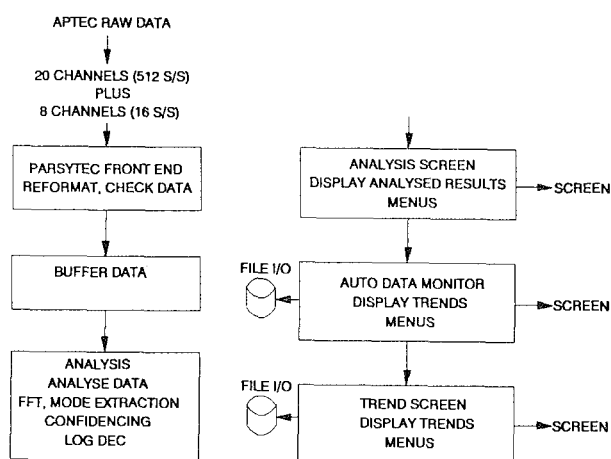 APTEC RAW DATA
20 CHANNELS (512 S/S)
PLUS
8 CHANNELS (16 S/S)
PARSYTEC FRONT END
REFORMAT, CHECK DATA
BUFFER DATA
ANALYSIS
ANALYSE DATA
FFT, MODE EXTRACTION
CONFIDENCING
LOG DEC
ANALYSIS SCREEN
DISPLAY ANALYSED RESULTS
MENUS
SCREEN
FILE I/O
AUTO DATA MONITOR
DISPLAY TRENDS
MENUS
SCREEN
FILE I/O
TREND SCREEN
DISPLAY TRENDS
MENUS
SCREEN